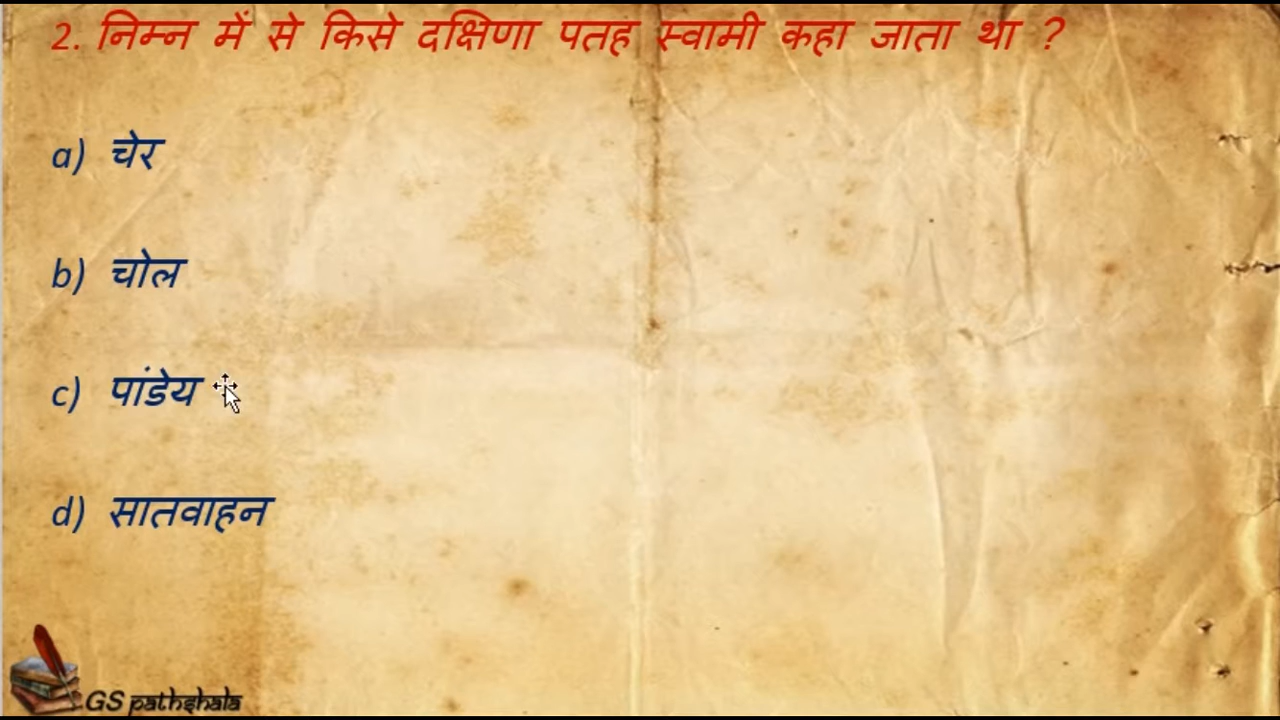 2. निम्न में से किसे दक्षिणा पतह स्वामी कहा जाता था ?
a) चेर
b) चोल
c) पांडेय
d) सातवाहन
GS pathshala